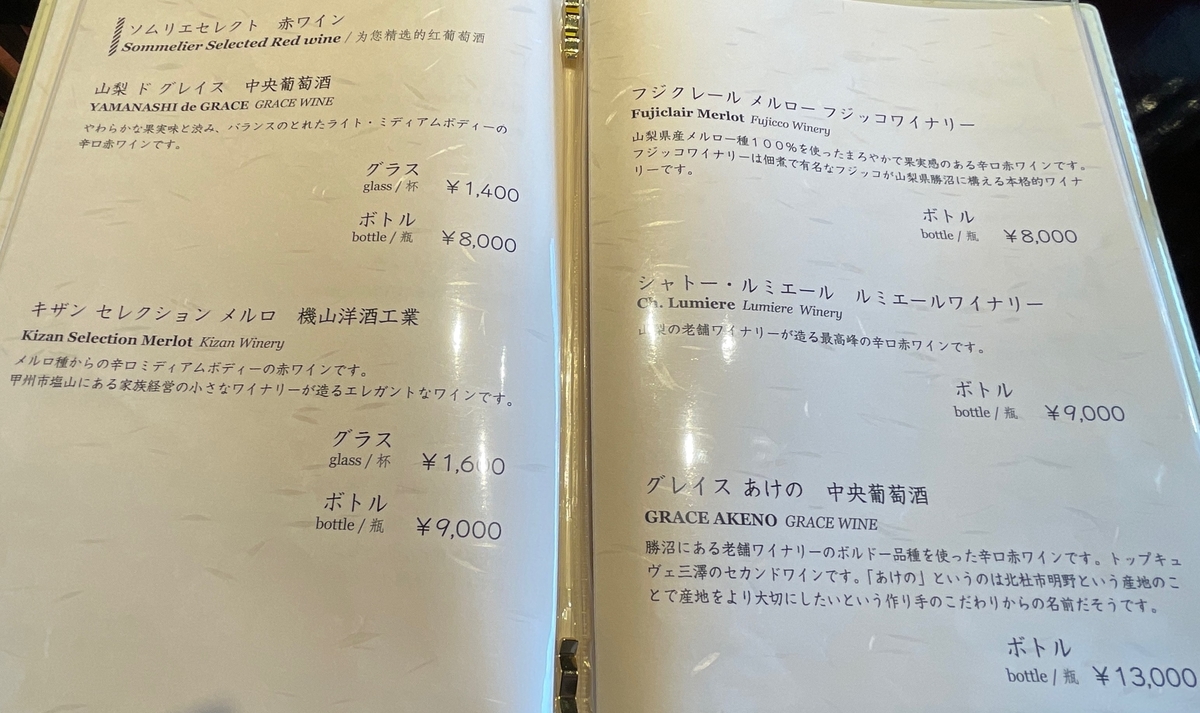 ソムリエセレクト　赤ワイン
Sommelier Selected Red wine / 为您精选的红葡萄酒
山梨 ド グレイス　中央葡萄酒
YAMANASHI de GRACE GRACE WINE
やわらかな果実味と渋み、バランスのとれたライト・ミディアムボディーの
辛口赤ワインです。
グラス
glass / 杯 ￥1,400
ボトル
bottle / 瓶 ￥8,000
キザン セレクション メルロ　機山洋酒工業
Kizan Selection Merlot Kizan Winery
メルロ種からの辛口ミディアムボディーの赤ワインです。
甲州市塩山にある家族経営の小さなワイナリーが造るエレガントなワインです。
グラス
glass / 杯 ￥1,600
ボトル
bottle / 瓶 ￥9,000
フジクレール メルロー フジッコワイナリー
Fujiclair Merlot Fujicco Winery
山梨県産メルロー種１００％を使ったまろやかで果実感のある辛口赤ワインです。
フジッコワイナリーは佃煮で有名なフジッコが山梨県勝沼に構える本格的ワイナ
リーです。
ボトル
bottle / 瓶 ￥8,000
シャトー・ルミエール　ルミエールワイナリー
Ch. Lumiere Lumiere Winery
山梨の老舗ワイナリーが造る最高峰の辛口赤ワインです。
ボトル
bottle / 瓶 ￥9,000
グレイス あけの　中央葡萄酒
GRACE AKENO GRACE WINE
勝沼にある老舗ワイナリーのボルドー品種を使った辛口赤ワインです。トップキュ
ヴェ三澤のセカンドワインです。「あけの」というのは北杜市明野という産地のこ
とで産地をより大切にしたいという作り手のこだわりからの名前だそうです。
ボトル
bottle / 瓶 ￥13,000